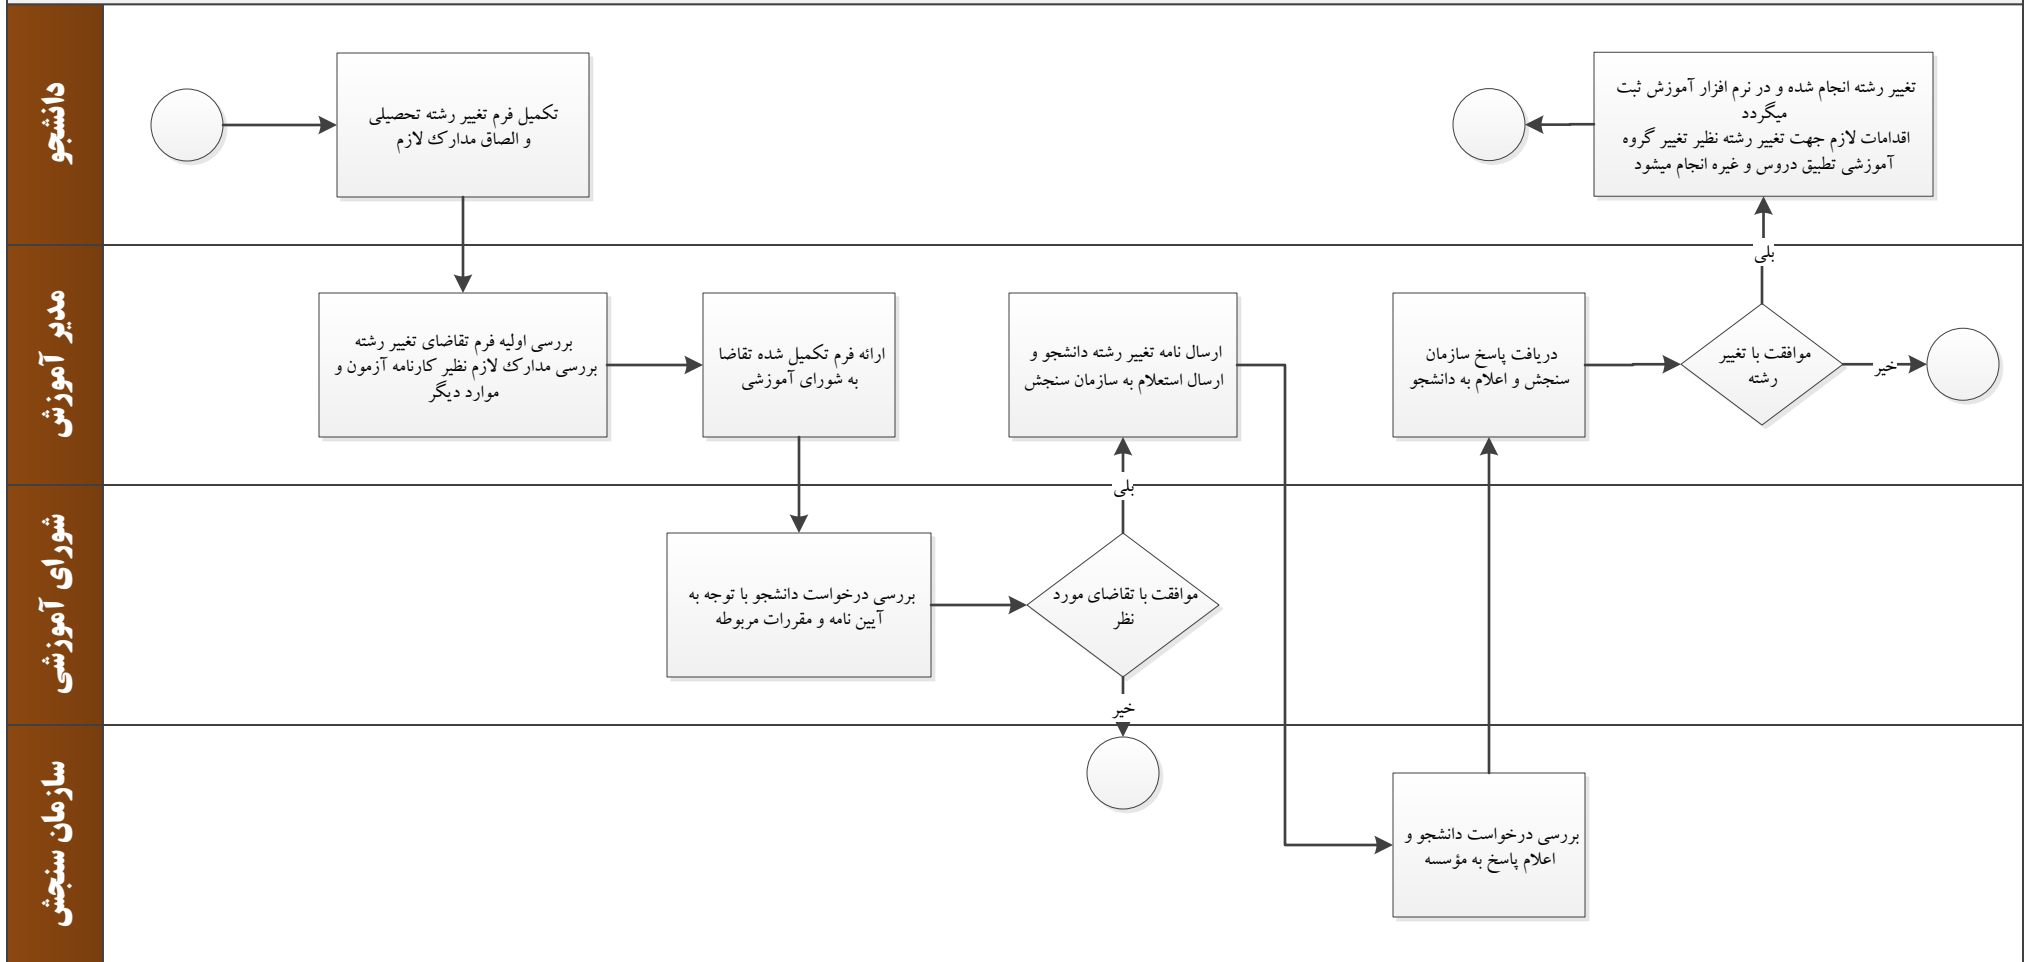 دانشجو
تکمیل فرم تغییر رشته تحصیلی
و الصاق مدارک لازم
تغییر رشته انجام شده و در نرم افزار آموزش ثبت
میگردد
اقدامات لازم جهت تغییر رشته نظیر تغییر گروه
آموزشی تطبیق دروس و غیره انجام میشود
بلی
مدیر آموزش
بررسی اولیه فرم تقاضای تغییر رشته
بررسی مدارک لازم نظیر کارنامه آزمون و
موارد دیگر
ارائه فرم تکمیل شده تقاضا
به شورای آموزشی
ارسال نامه تغییر رشته دانشجو و
ارسال استعلام به سازمان سنجش
دریافت پاسخ سازمان
سنجش و اعلام به دانشجو
موافقت با تغییر
رشته
خیر
بلی
شورای آموزشی
بررسی درخواست دانشجو با توجه به
آیین نامه و مقررات مربوطه
موافقت با تقاضای مورد
نظر
خیر
سازمان سنجش
بررسی درخواست دانشجو و
اعلام پاسخ به مؤسسه